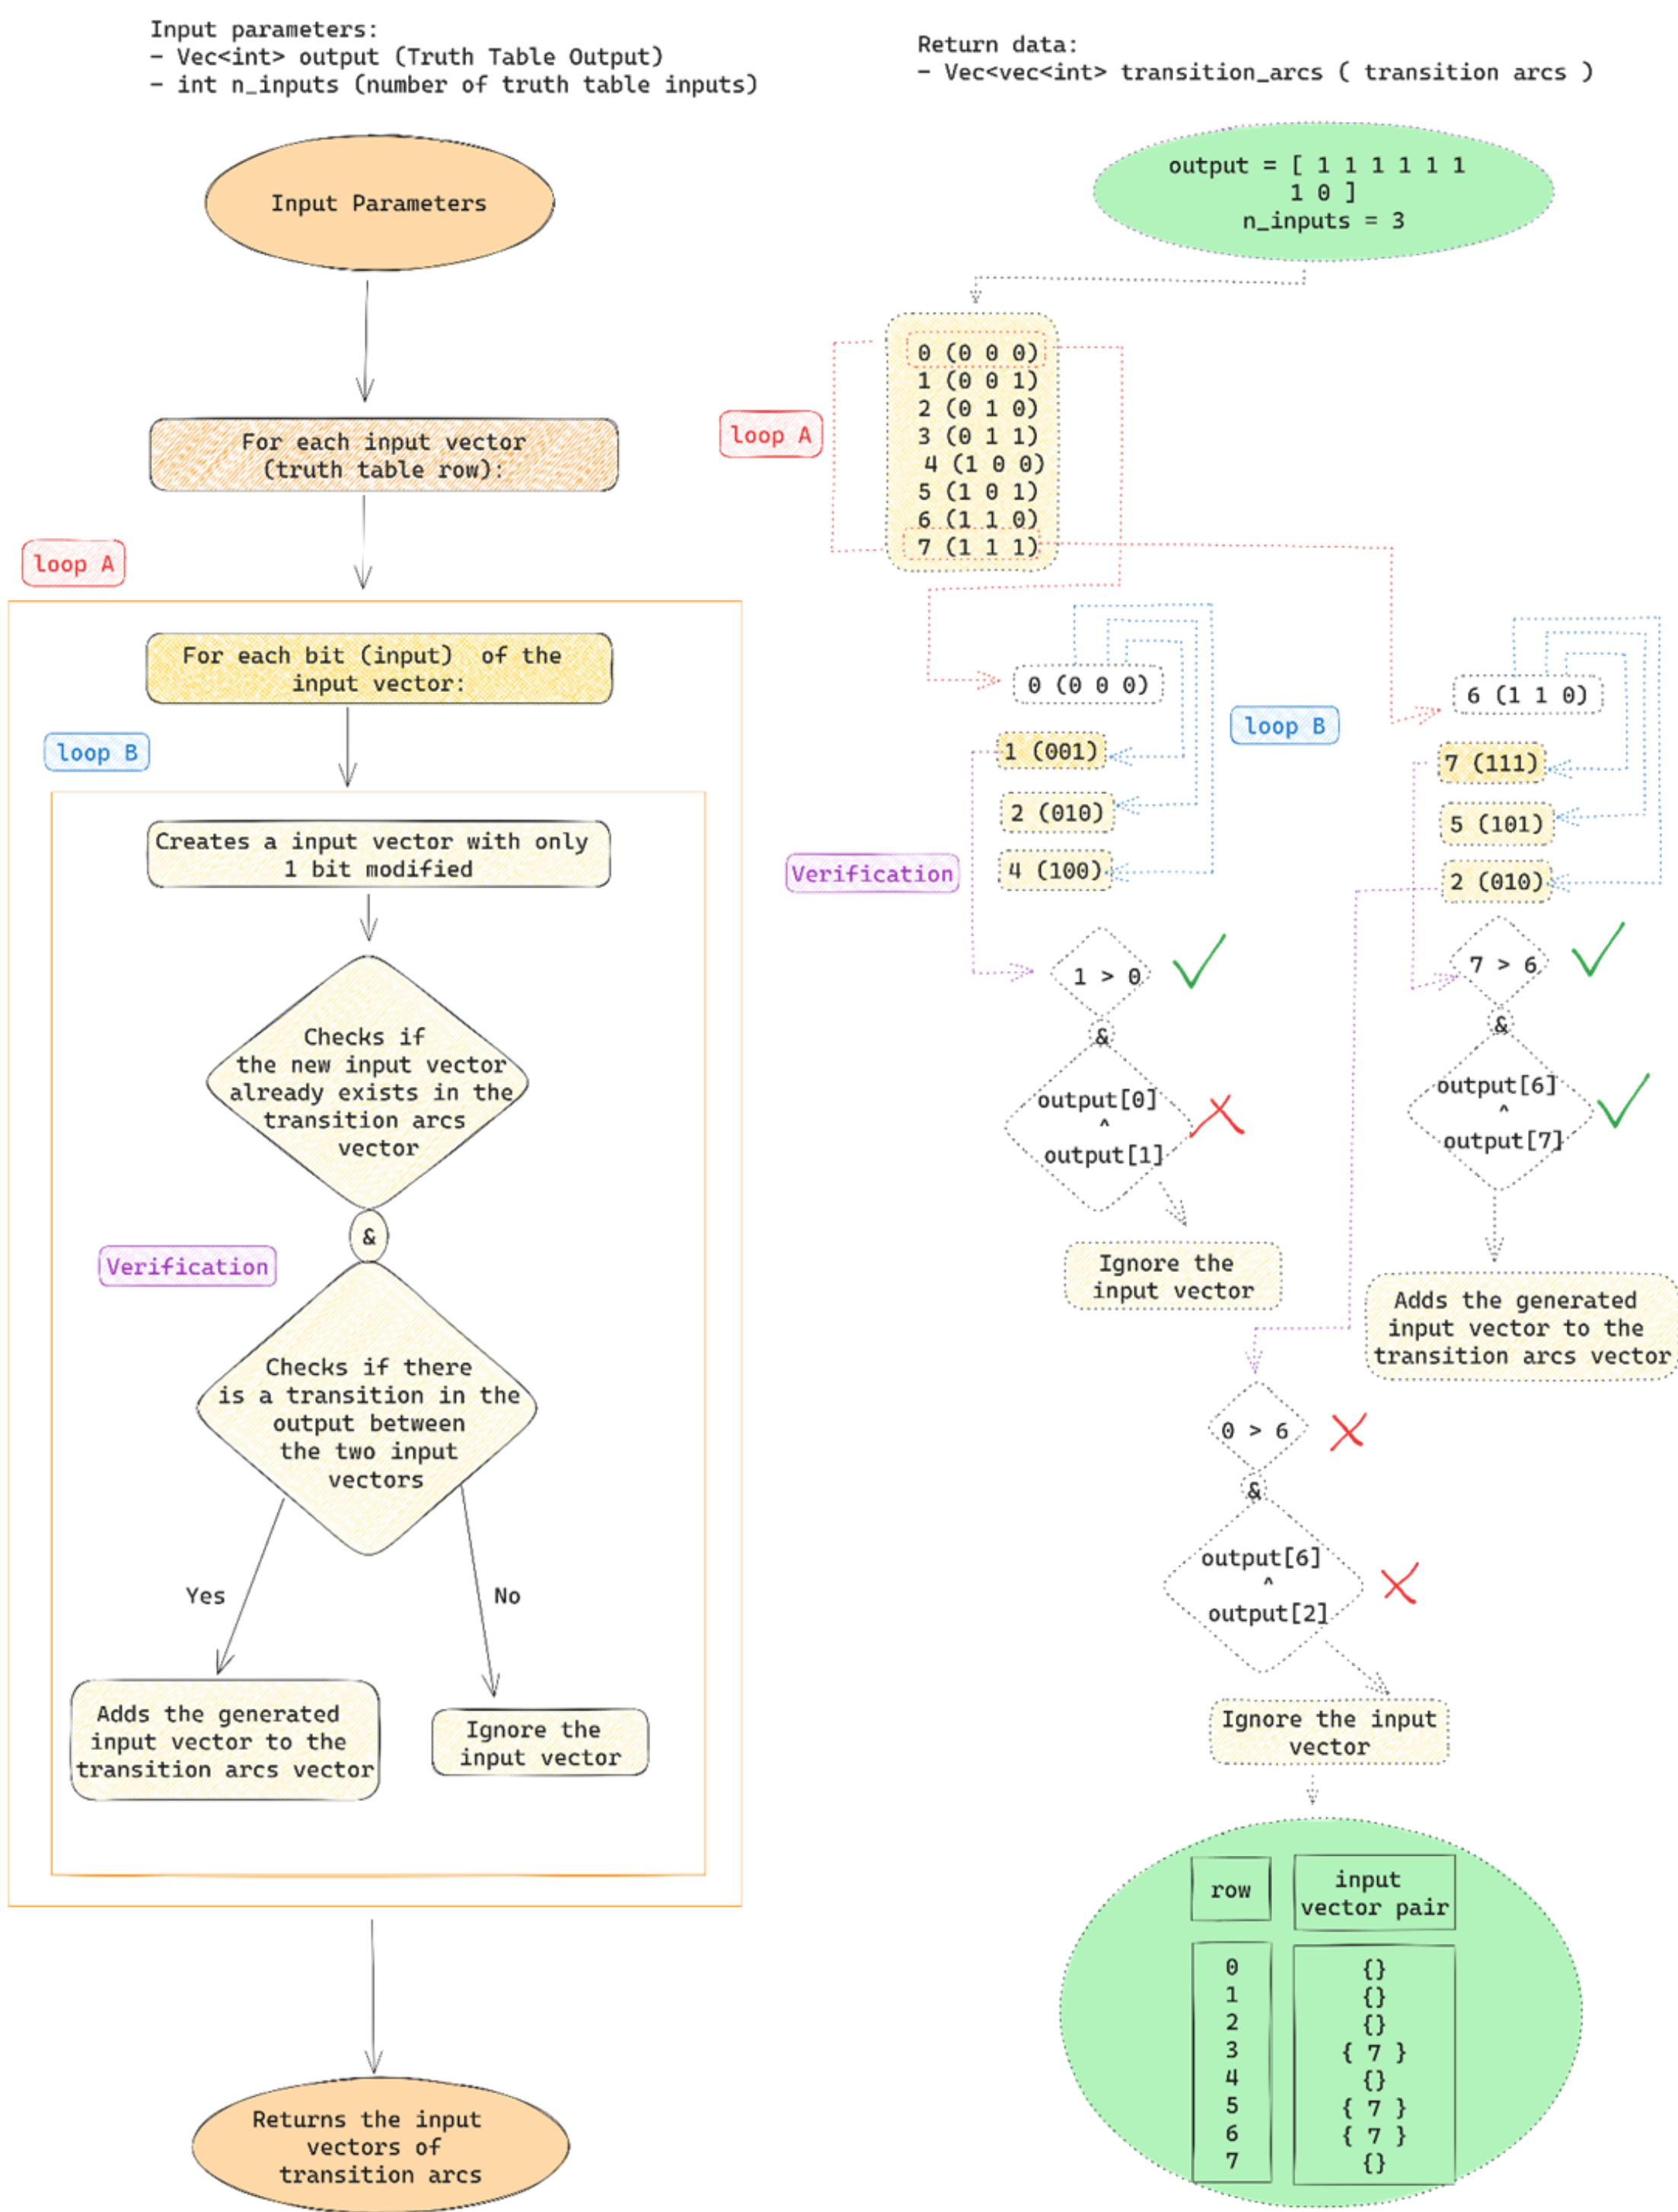 Input parameters:
- Vec<int> output (Truth Table Output)
- int n_inputs (number of truth table inputs)
Input Parameters
For each input vector
(truth table row):
loop A
For each bit (input) of the
input vector:
loop B
Creates a input vector with only
1 bit modified
Checks if
the new input vector
already exists in the
transition arcs
vector
&
Verification
Checks if there
is a transition in the
output between
the two input
vectors
Yes
No
Adds the generated
input vector to the
transition arcs vector
Ignore the
input vector
Returns the input
vectors of
transition arcs
Return data:
- Vec<vec<int> transition_arcs ( transition arcs )
output = [ 1 1 1 1 1 1
1 0 ]
n_inputs = 3
loop A
0 (0 0 0)
1 (0 0 1)
2 (0 1 0)
3 (0 1 1)
4 (1 0 0)
5 (1 0 1)
6 (1 1 0)
7 (1 1 1)
0 (0 0 0)
1 (001)
2 (010)
4 (100)
loop B
6 (1 1 0)
7 (111)
5 (101)
2 (010)
Verification
1 > 0
&
output[0]
^
output[1]
Ignore the
input vector
7 > 6
&
output[6]
^
output[7]
Adds the generated
input vector to the
transition arcs vector
0 > 6
&
output[6]
^
output[2]
Ignore the input
vector
row
input
vector pair
0 {}
1 {}
2 {}
3 { 7 }
4 {}
5 { 7 }
6 { 7 }
7 {}